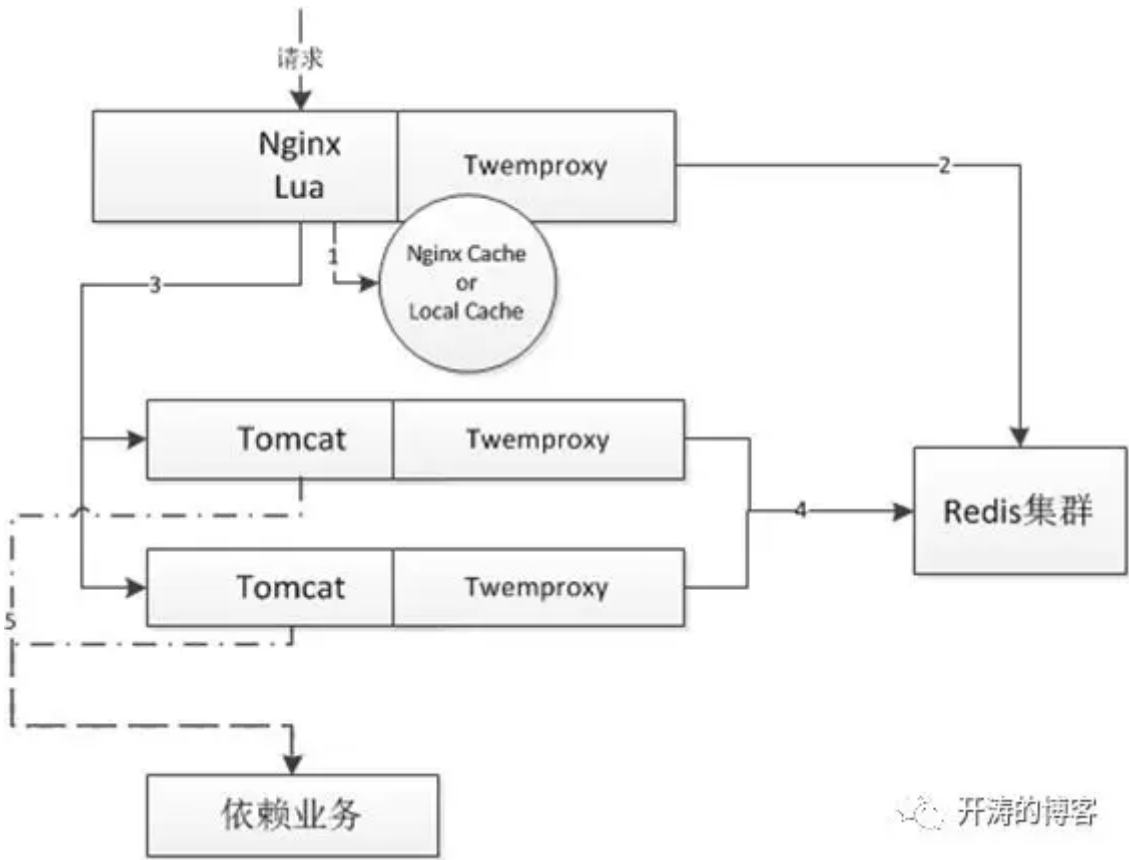 请求
Nginx
Lua
Twemproxy
2
1
Nginx Cache
or
Local Cache
3
Tomcat
Twemproxy
4
Redis集群
Tomcat
Twemproxy
5
依赖业务
开涛的博客